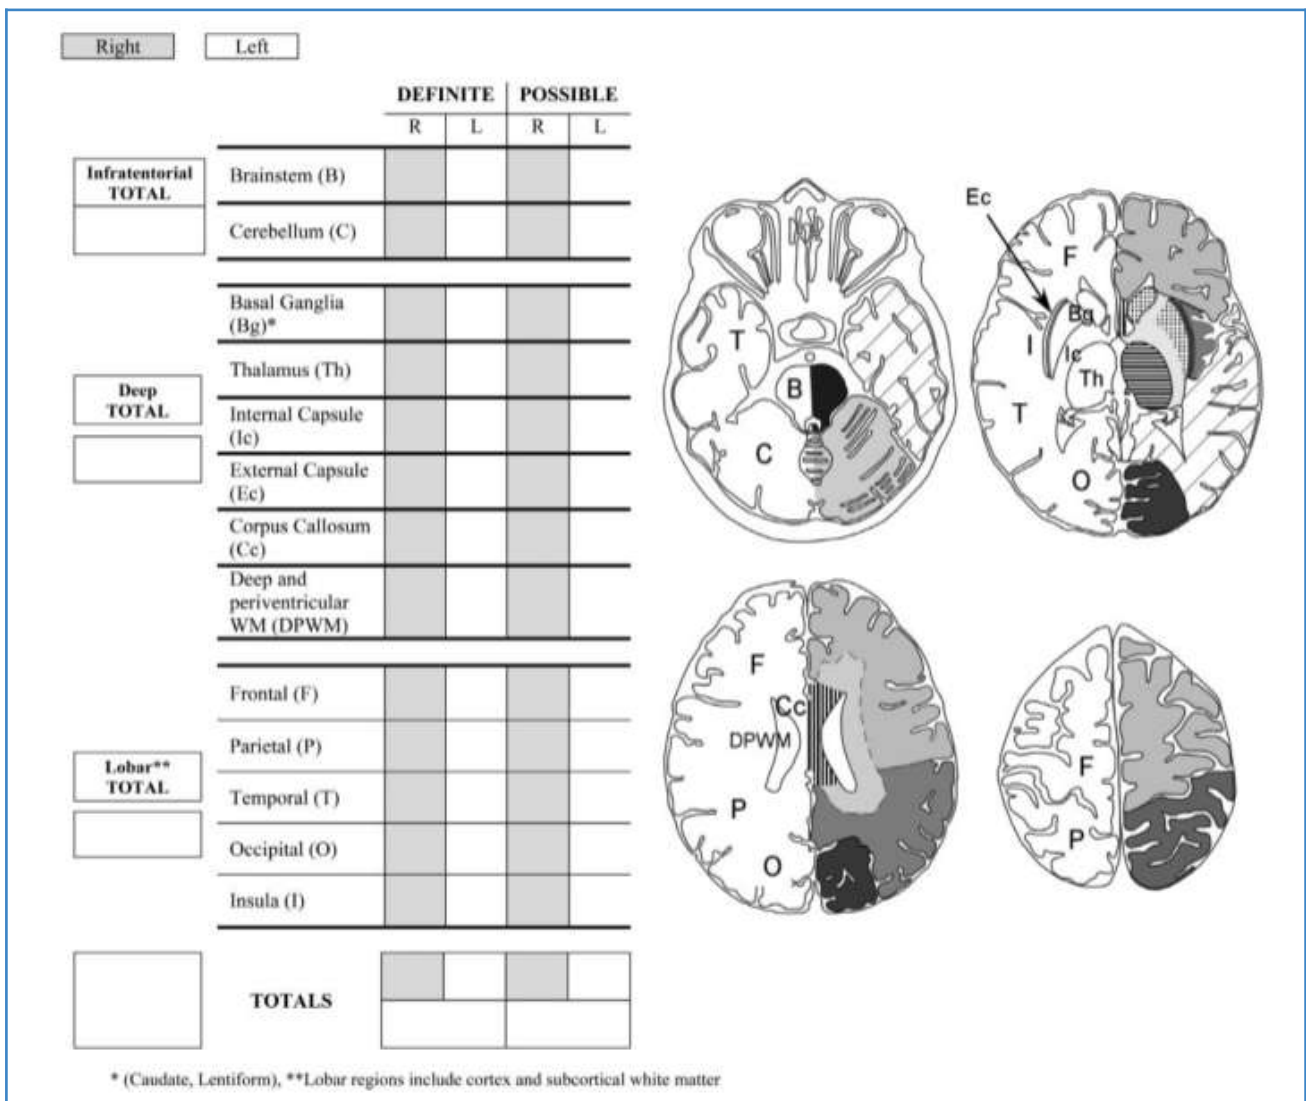 Right Left
DEFINITE POSSIBLE
R L R L
Infratentorial
TOTAL
Brainstem (B)
Cerebellum (C)
Basal Ganglia
(Bg)*
Thalamus (Th)
Deep
TOTAL
Internal Capsule
(Ic)
External Capsule
(Ec)
Corpus Callosum
(Cc)
Deep and
periventricular
WM (DPWM)
Frontal (F)
Parietal (P)
Lobar**
TOTAL
Temporal (T)
Occipital (O)
Insula (I)
TOTALS
T
B
C
Ec
F
Bg
I
Ic
Th
T
O
F
Cc
DPWM
P
O
F
P
* (Caudate, Lentiform), **Lobar regions include cortex and subcortical white matter